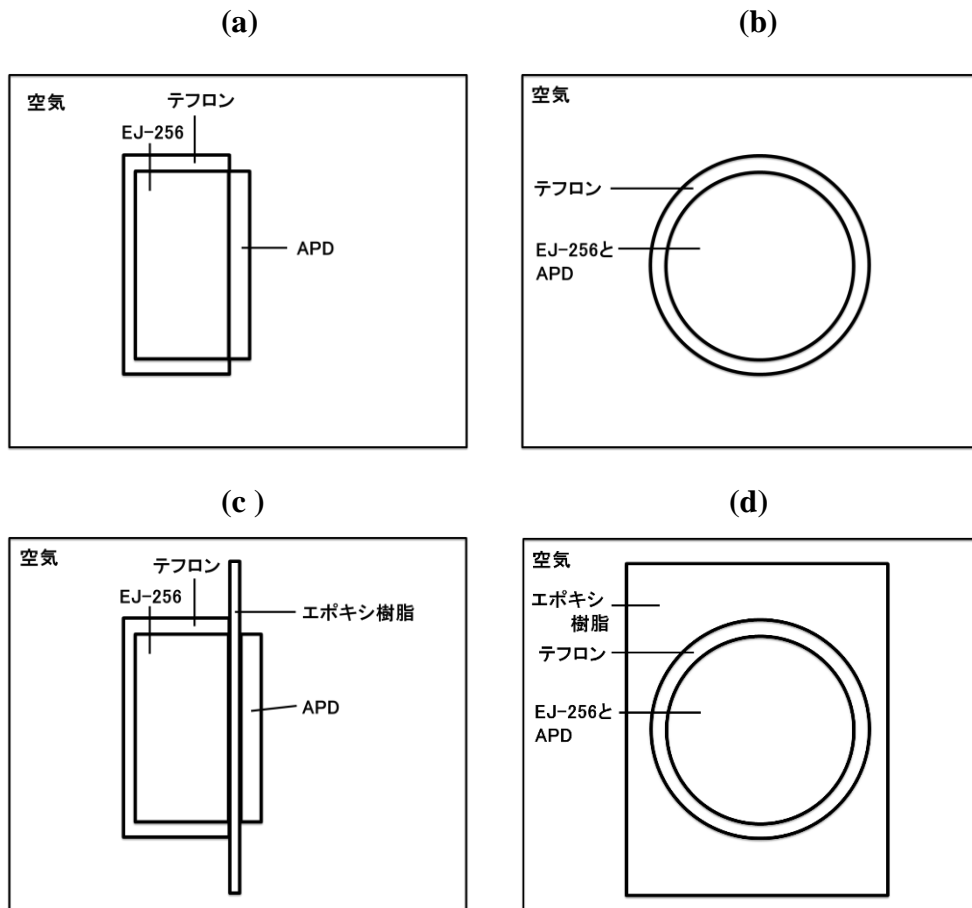 (a)
空気
テフロン
EJ-256
APD
(b)
空気
テフロン
EJ-256と
APD
(c )
空気
テフロン
EJ-256
エポキシ樹脂
APD
(d)
空気
エポキシ
樹脂
テフロン
EJ-256と
APD